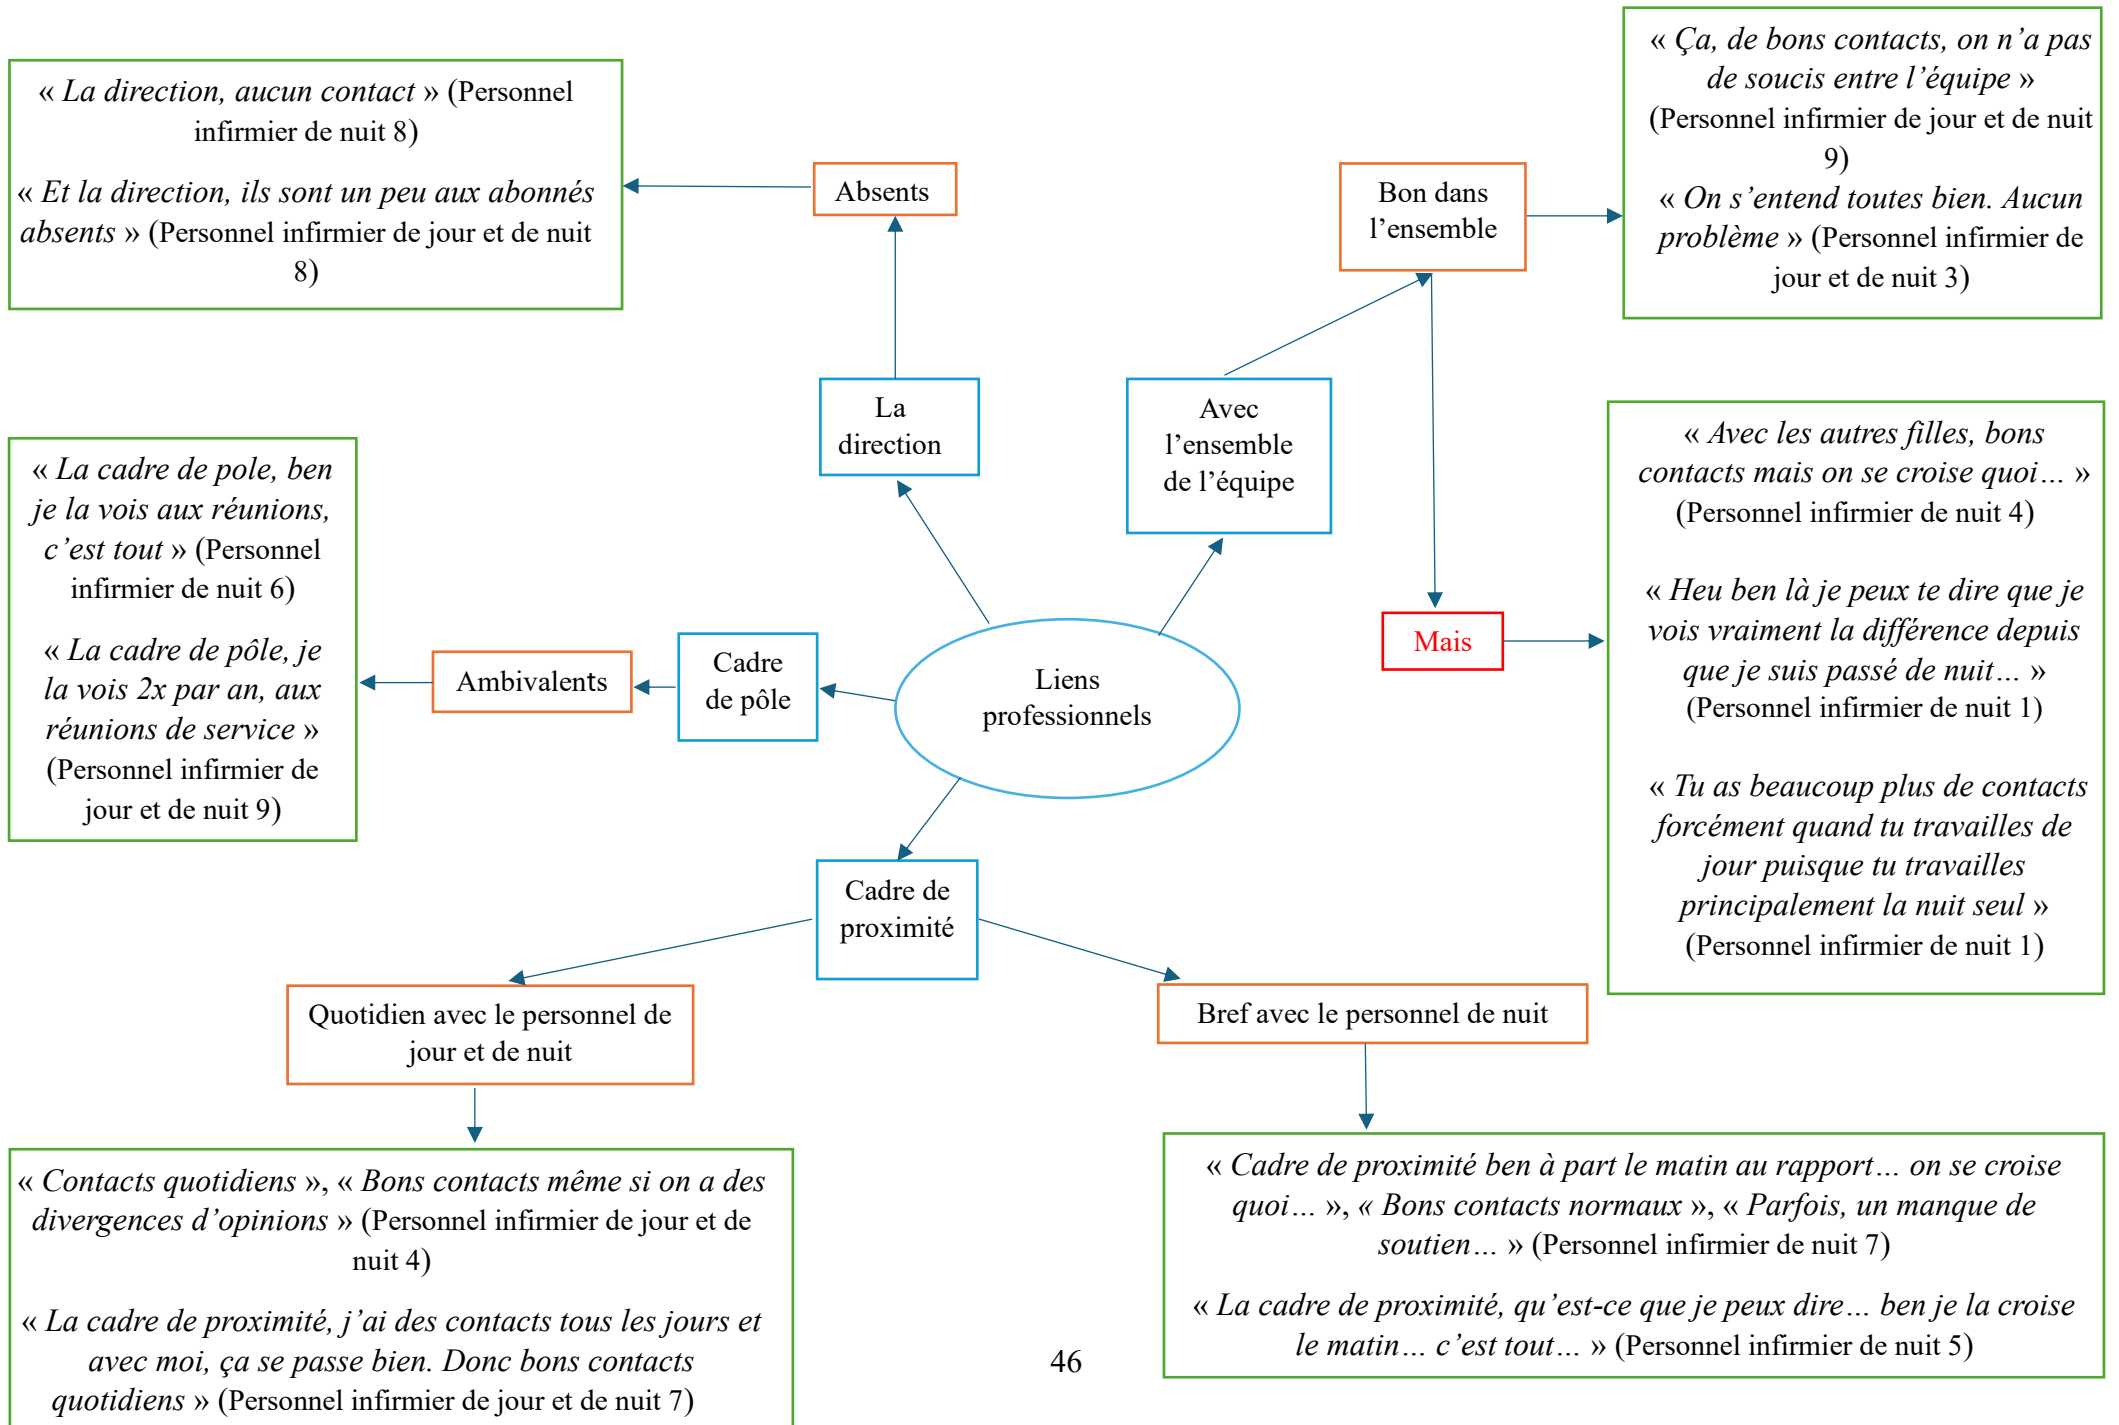 « La direction, aucun contact » (Personnel
infirmier de nuit 8)
« Et la direction, ils sont un peu aux abonnés
absents » (Personnel infirmier de jour et de nuit
8)
Absents
Bon dans
l’ensemble
« Ça, de bons contacts, on n’a pas
de soucis entre l’équipe »
(Personnel infirmier de jour et de nuit
9)
« On s’entend toutes bien. Aucun
problème » (Personnel infirmier de
jour et de nuit 3)
La
direction
Avec
l’ensemble
de l’équipe
« Avec les autres filles, bons
contacts mais on se croise quoi… »
(Personnel infirmier de nuit 4)
« Heu ben là je peux te dire que je
vois vraiment la différence depuis
que je suis passé de nuit… »
(Personnel infirmier de nuit 1)
« Tu as beaucoup plus de contacts
forcément quand tu travailles de
jour puisque tu travailles
principalement la nuit seul »
(Personnel infirmier de nuit 1)
Mais
« La cadre de pole, ben
je la vois aux réunions,
c’est tout » (Personnel
infirmier de nuit 6)
« La cadre de pôle, je
la vois 2x par an, aux
réunions de service »
(Personnel infirmier de
jour et de nuit 9)
Ambivalents
Cadre
de pôle
Liens
professionnels
Cadre de
proximité
Quotidien avec le personnel de
jour et de nuit
Bref avec le personnel de nuit
« Contacts quotidiens », « Bons contacts même si on a des
divergences d’opinions » (Personnel infirmier de jour et de
nuit 4)
« La cadre de proximité, j’ai des contacts tous les jours et
avec moi, ça se passe bien. Donc bons contacts
quotidiens » (Personnel infirmier de jour et de nuit 7)
« Cadre de proximité ben à part le matin au rapport… on se croise
quoi… », « Bons contacts normaux », « Parfois, un manque de
soutien… » (Personnel infirmier de nuit 7)
« La cadre de proximité, qu’est-ce que je peux dire… ben je la croise
le matin… c’est tout… » (Personnel infirmier de nuit 5)
46